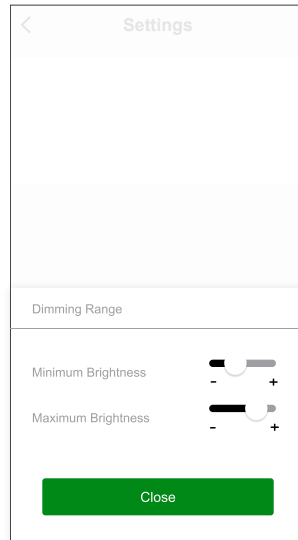 Settings
Dimming Range
Minimum Brightness
- +
Maximum Brightness
- +
Close